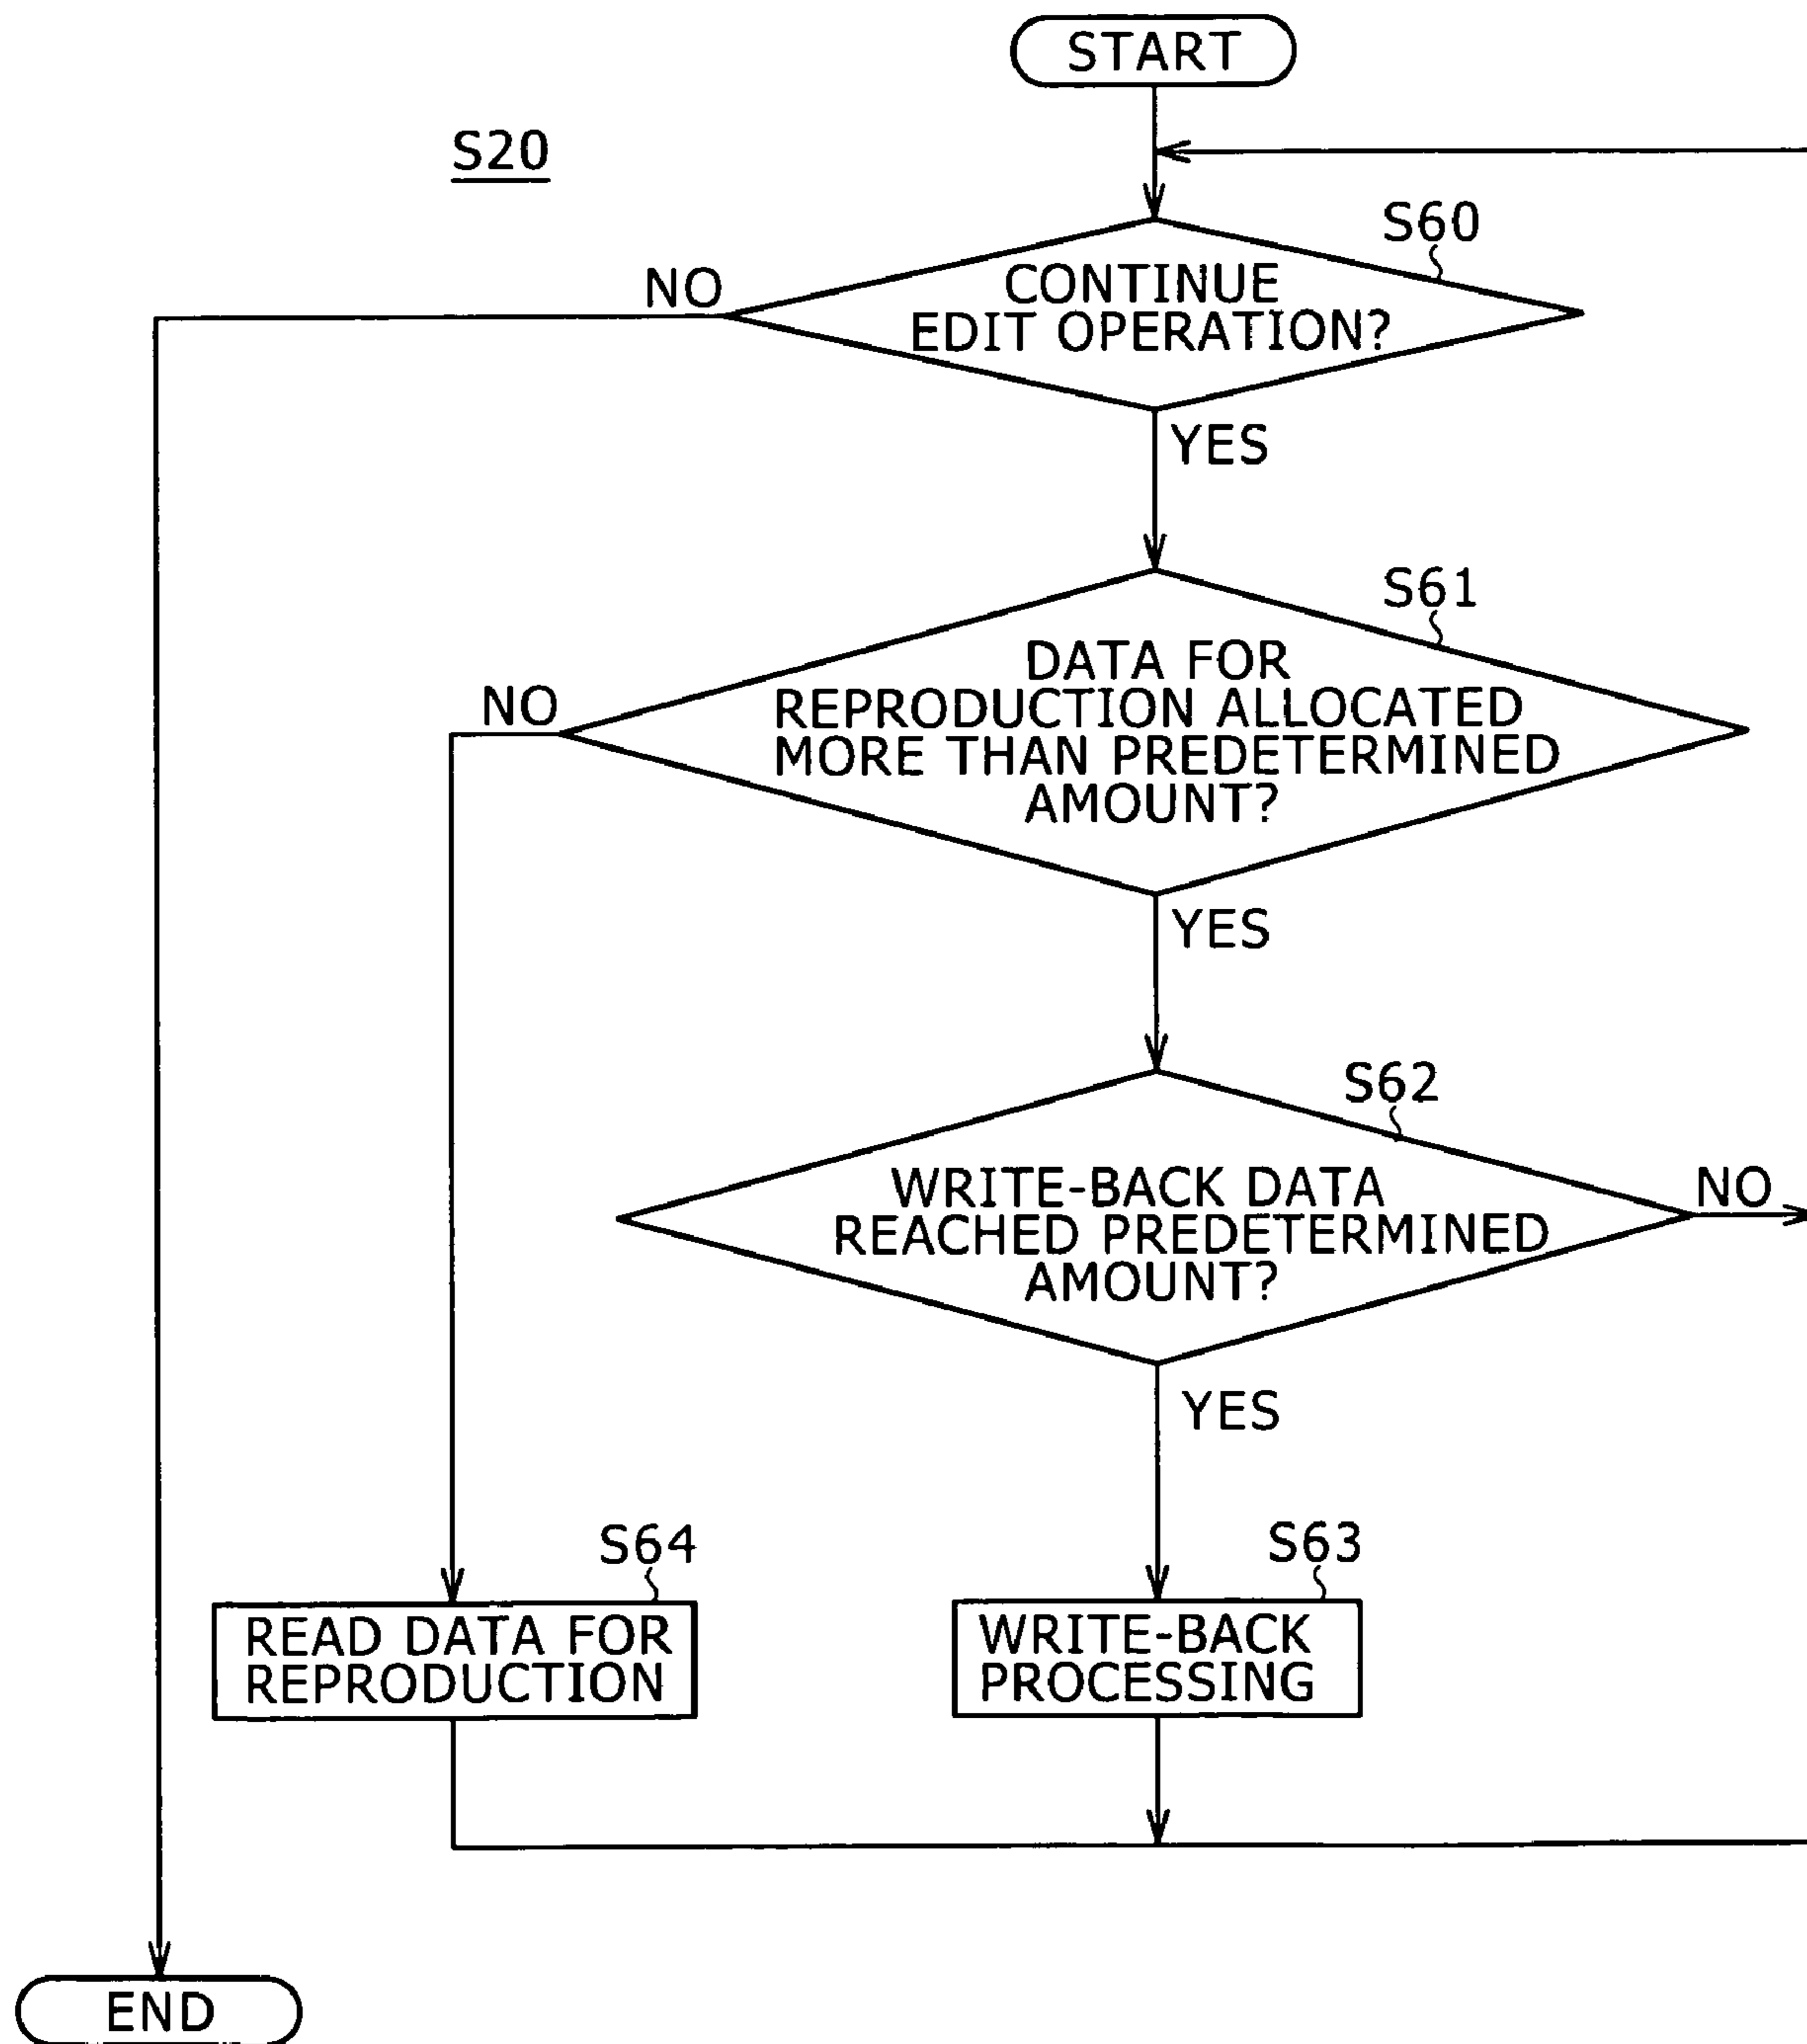 START
S20
S60
NO
CONTINUE
EDIT OPERATION?
YES
S61
NO
DATA FOR
REPRODUCTION ALLOCATED
MORE THAN PREDETERMINED
AMOUNT?
YES
S62
WRITE-BACK DATA
REACHED PREDETERMINED
AMOUNT?
NO
YES
S64
S63
READ DATA FOR
REPRODUCTION
WRITE-BACK
PROCESSING
END